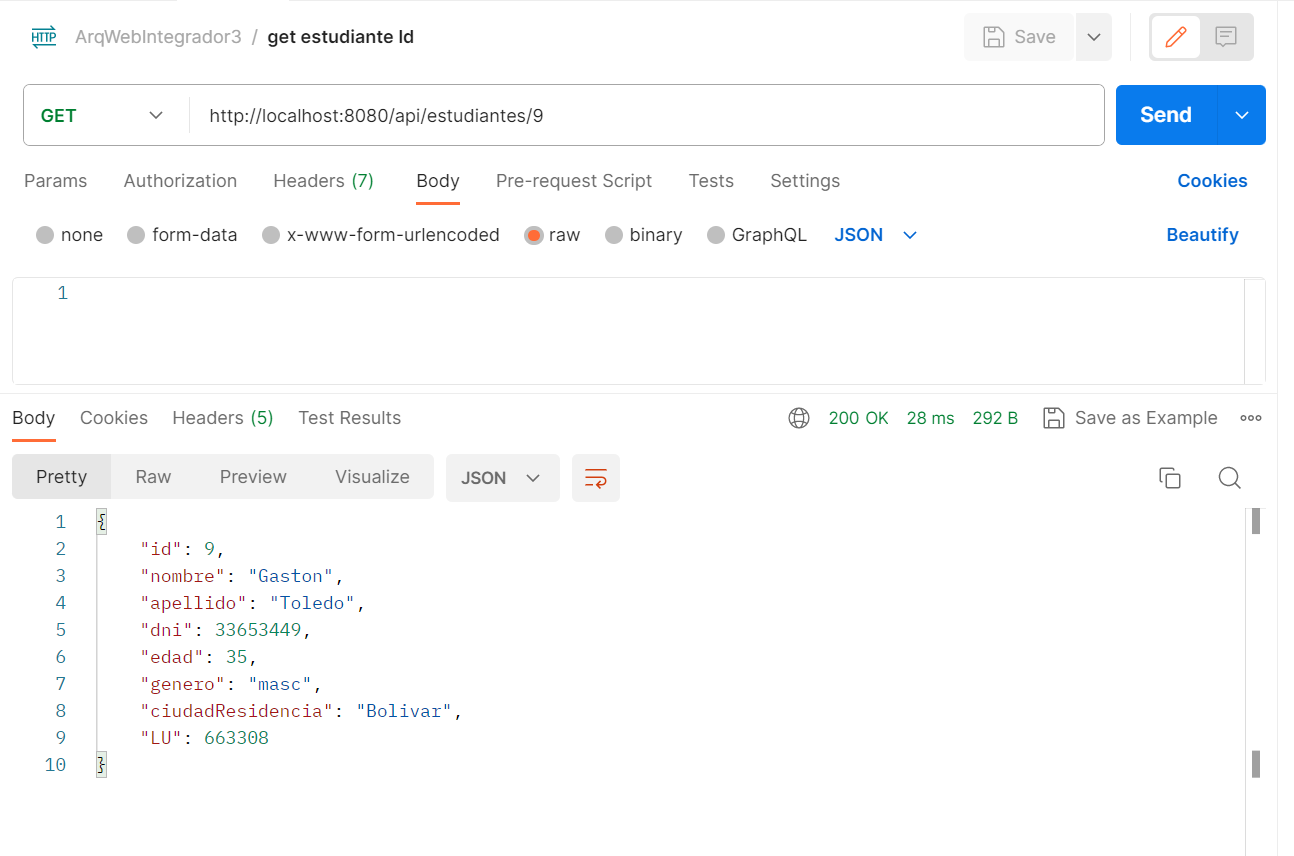 HTTP ArqWebIntegrador3 / get estudiante Id Save
GET http://localhost:8080/api/estudiantes/9 Send
Params Authorization Headers (7) Body Pre-request Script Tests Settings Cookies
none form-data x-www-form-urlencoded raw binary GraphQL JSON Beautify
1
Body Cookies Headers (5) Test Results 200 OK 28 ms 292 B Save as Example
Pretty Raw Preview Visualize JSON
1 {
2 "id": 9,
3 "nombre": "Gaston",
4 "apellido": "Toledo",
5 "dni": 33653449,
6 "edad": 35,
7 "genero": "masc",
8 "ciudadResidencia": "Bolivar",
9 "LU": 663308
10 }